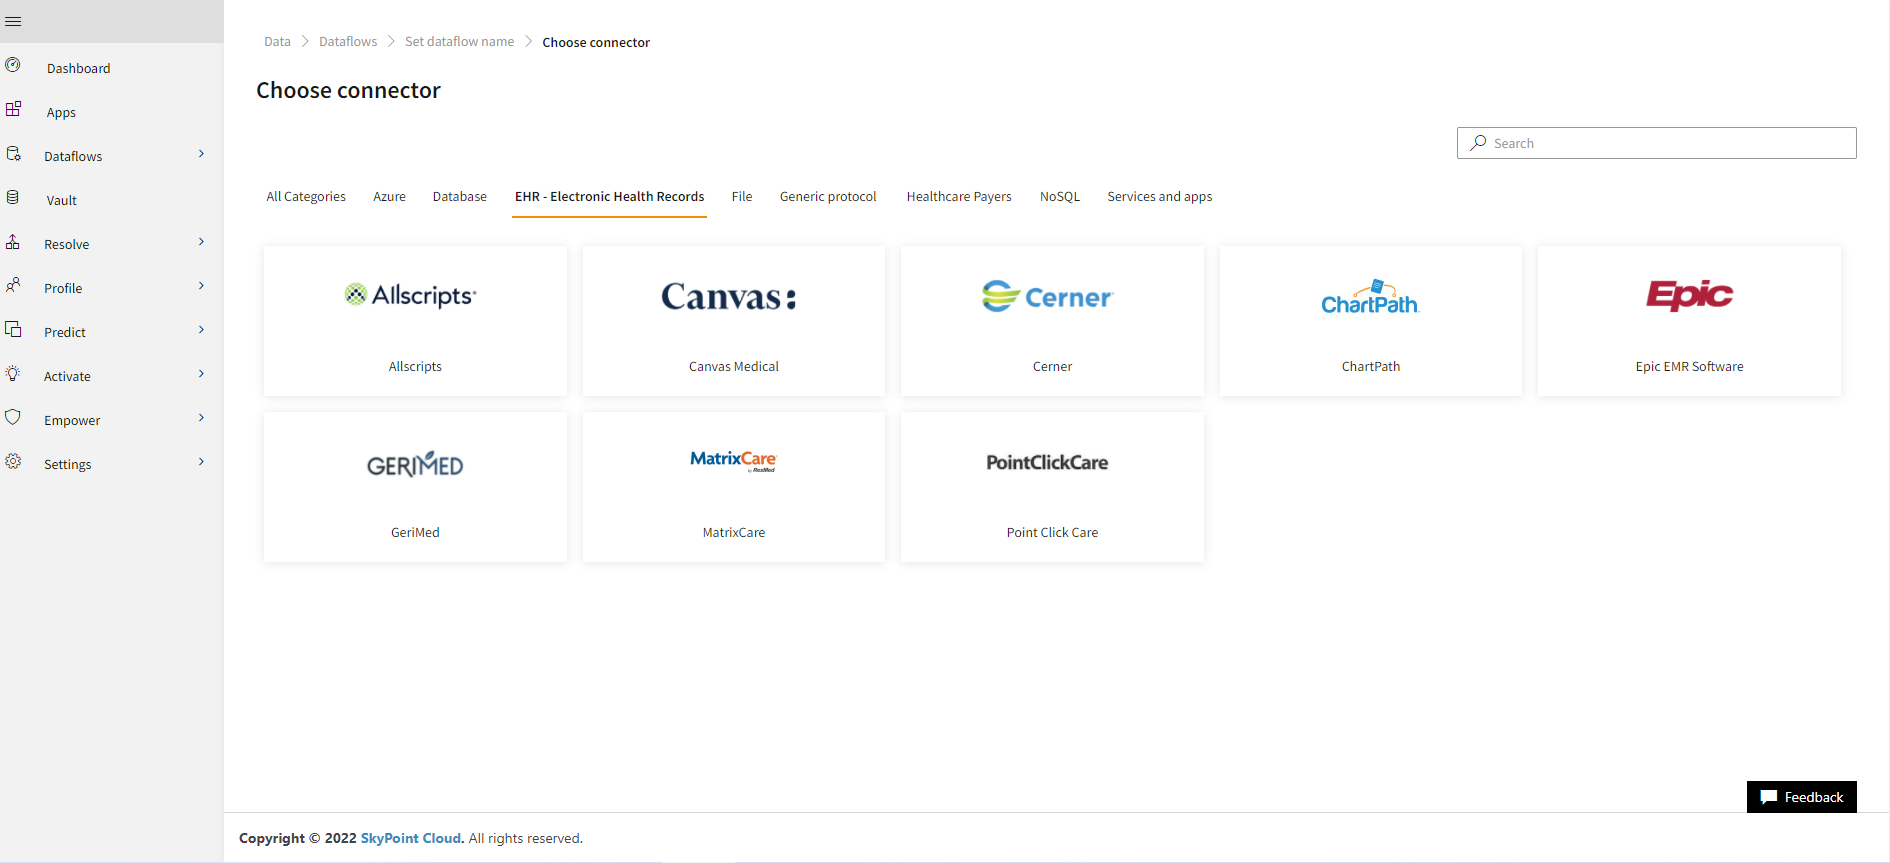 Data > Dataflows > Set dataflow name > Choose connector
Dashboard
Apps
Dataflows
Vault
Resolve
Profile
Predict
Activate
Empower
Settings
Choose connector
Search
All Categories Azure Database EHR - Electronic Health Records File Generic protocol Healthcare Payers NoSQL Services and apps
Allscripts Canvas: Cerner ChartPath Epic
Allscripts Canvas Medical Cerner ChartPath Epic EMR Software
GERIMED MatrixCare PointClickCare
by ResMed
GeriMed MatrixCare Point Click Care
Feedback
Copyright © 2022 SkyPoint Cloud. All rights reserved.